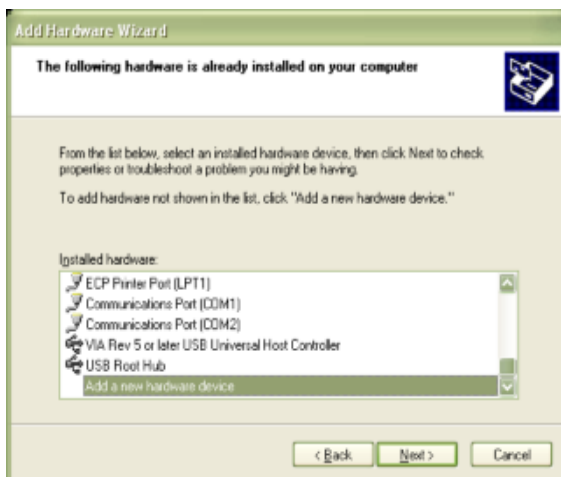 Add Hardware Wizard
The following hardware is already installed on your computer
From the list below, select an installed hardware device, then click Next to check
properties or troubleshoot a problem you might be having.
To add hardware not shown in the list, click "Add a new hardware device."
Installed hardware:
ECP Printer Port (LPT1)
Communications Port (COM1)
Communications Port (COM2)
VIA Rev 5 or later USB Universal Host Controller
USB Root Hub
Add a new hardware device
< Back Next > Cancel